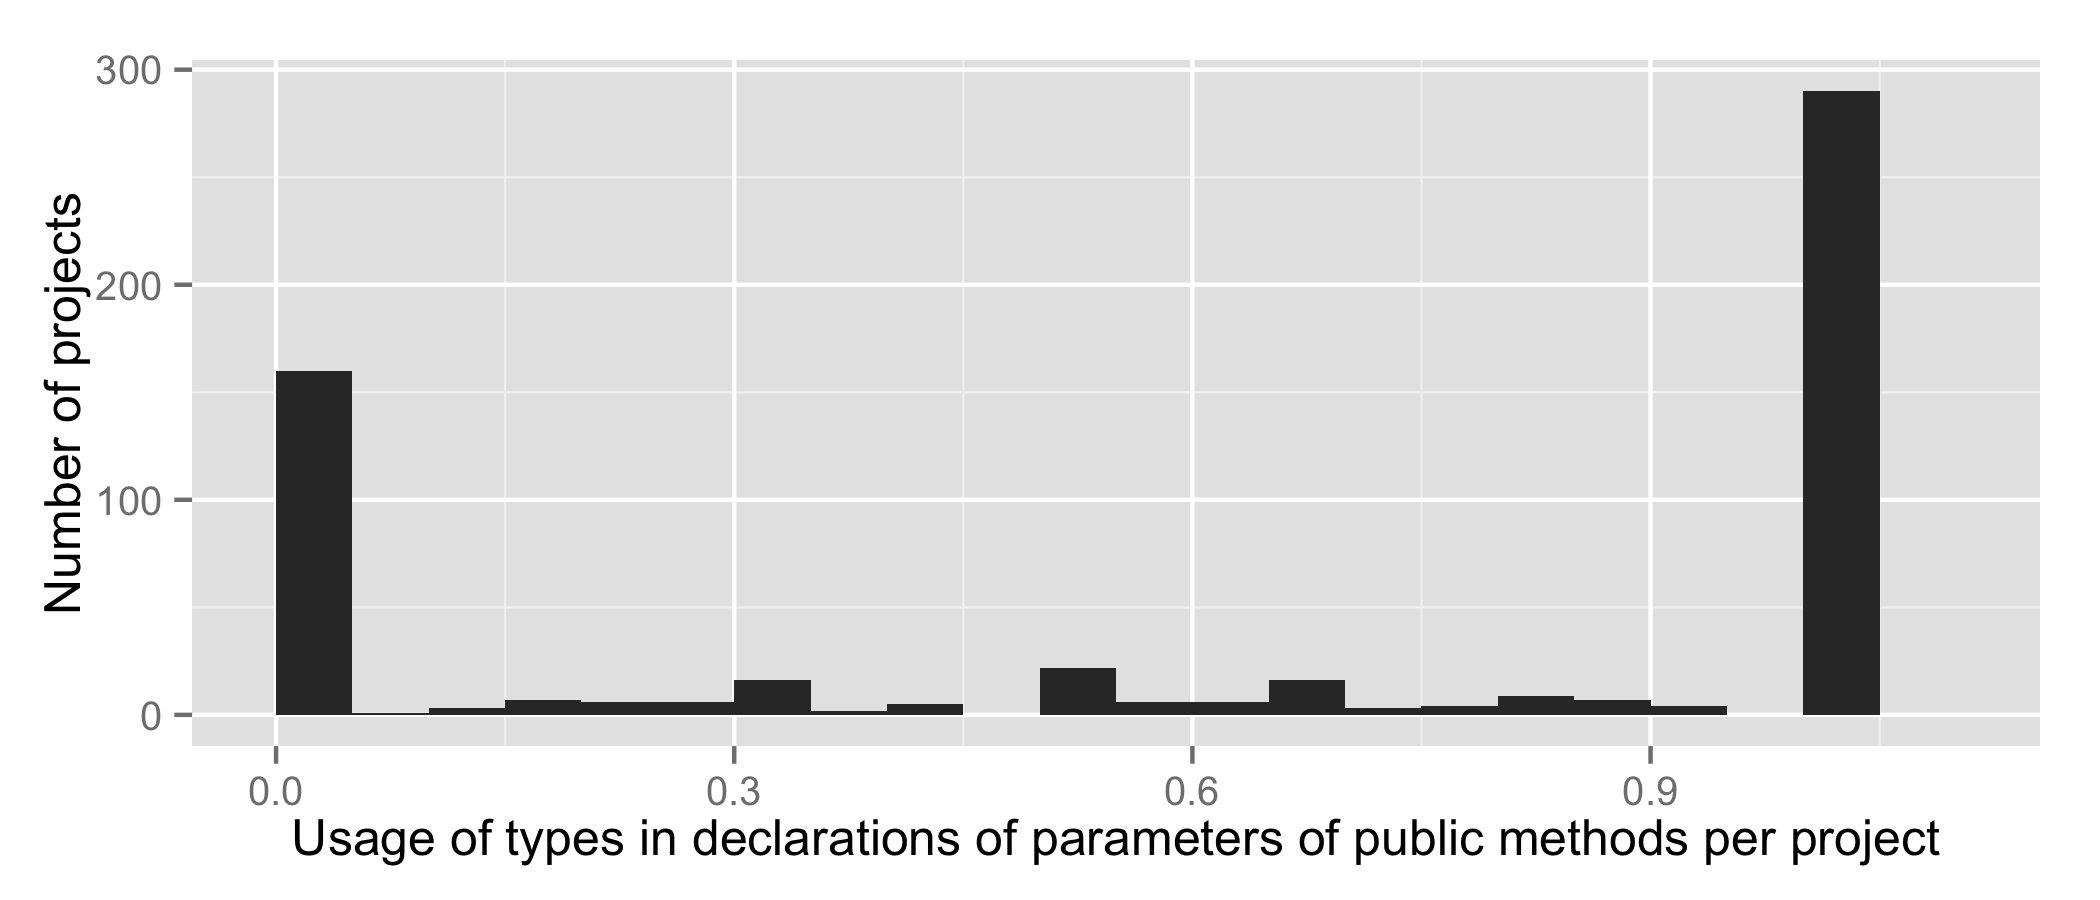 300
200
100
0
Number of projects
0.0 0.3 0.6 0.9
Usage of types in declarations of parameters of public methods per project